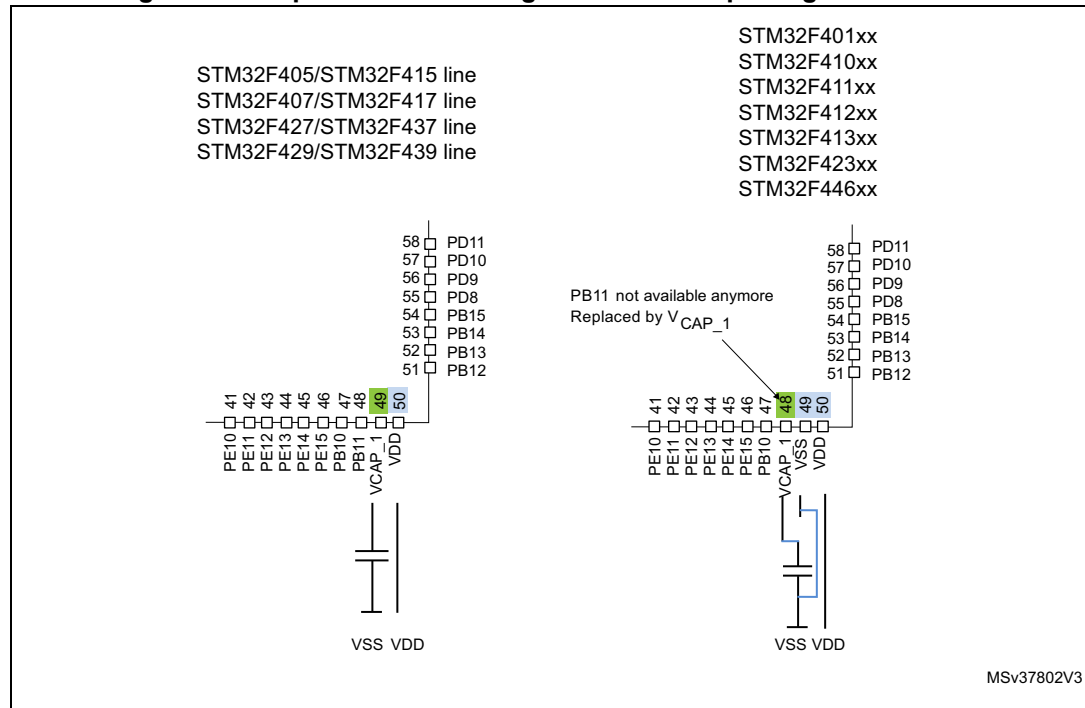 STM32F405/STM32F415 line
STM32F407/STM32F417 line
STM32F427/STM32F437 line
STM32F429/STM32F439 line
58 PD11
57 PD10
56 PD9
55 PD8
54 PB15
53 PB14
52 PB13
51 PB12
41 42 43 44 45 46 47 48 49 50
PE10 PE11 PE12 PE13 PE14 PE15 PB10 PB11 VCAP_1 VDD
VSS VDD
STM32F401xx
STM32F410xx
STM32F411xx
STM32F412xx
STM32F413xx
STM32F423xx
STM32F446xx
PB11 not available anymore
Replaced by VCAP_1
58 PD11
57 PD10
56 PD9
55 PD8
54 PB15
53 PB14
52 PB13
51 PB12
41 42 43 44 45 46 47 48 49 50
PE10 PE11 PE12 PE13 PE14 PE15 PB10 VCAP_1 VSS VDD
VSS VDD
MSv37802V3